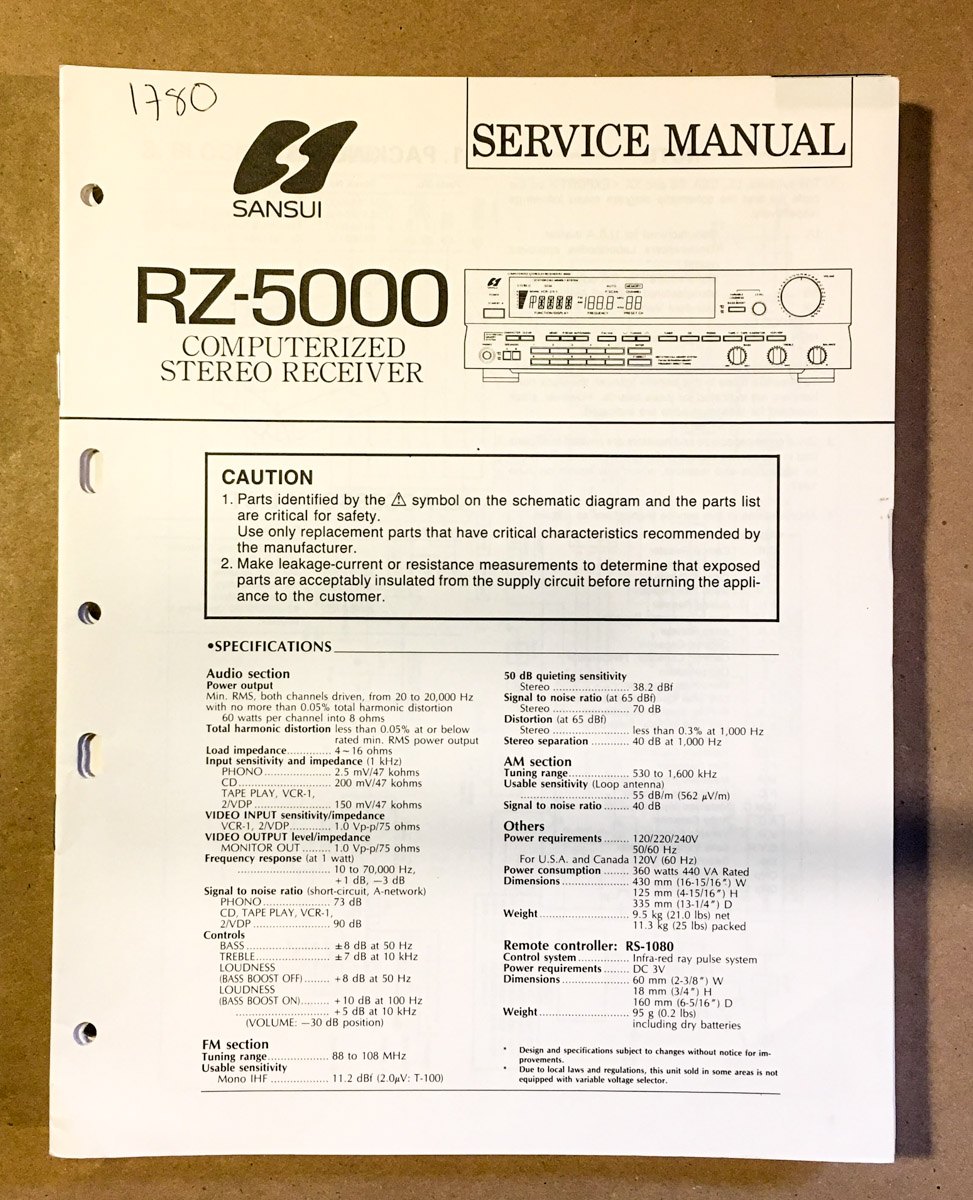 1780
SANSUI
SERVICE MANUAL
RZ-5000
COMPUTERIZED
STEREO RECEIVER
CAUTION
1. Parts identified by the ⚠ symbol on the schematic diagram and the parts list
are critical for safety.
Use only replacement parts that have critical characteristics recommended by
the manufacturer.
2. Make leakage-current or resistance measurements to determine that exposed
parts are acceptably insulated from the supply circuit before returning the appli-
ance to the customer.
•SPECIFICATIONS
Audio section
Power output
Min. RMS, both channels driven, from 20 to 20,000 Hz
with no more than 0.05% total harmonic distortion
60 watts per channel into 8 ohms
Total harmonic distortion less than 0.05% at or below
rated min. RMS power output
Load impedance............. 4~16 ohms
Input sensitivity and impedance (1 kHz)
PHONO.................... 2.5 mV/47 kohms
CD........................... 200 mV/47 kohms
TAPE PLAY, VCR-1,
2/VDP........................ 150 mV/47 kohms
VIDEO INPUT sensitivity/impedance
VCR-1, 2/VDP............ 1.0 Vp-p/75 ohms
VIDEO OUTPUT level/impedance
MONITOR OUT ......... 1.0 Vp-p/75 ohms
Frequency response (at 1 watt)
........................... 10 to 70,000 Hz,
+1 dB, −3 dB
Signal to noise ratio (short-circuit, A-network)
PHONO.................... 73 dB
CD, TAPE PLAY, VCR-1,
2/VDP........................ 90 dB
Controls
BASS........................ ±8 dB at 50 Hz
TREBLE..................... ±7 dB at 10 kHz
LOUDNESS
(BASS BOOST OFF)....... +8 dB at 50 Hz
LOUDNESS
(BASS BOOST ON)........ +10 dB at 100 Hz
........................... +5 dB at 10 kHz
(VOLUME: −30 dB position)
FM section
Tuning range.................. 88 to 108 MHz
Usable sensitivity
Mono IHF ................. 11.2 dBf (2.0µV: T-100)
50 dB quieting sensitivity
Stereo ...................... 38.2 dBf
Signal to noise ratio (at 65 dBf)
Stereo ...................... 70 dB
Distortion (at 65 dBf)
Stereo ...................... less than 0.3% at 1,000 Hz
Stereo separation ........... 40 dB at 1,000 Hz
AM section
Tuning range.................. 530 to 1,600 kHz
Usable sensitivity (Loop antenna)
.............................. 55 dB/m (562 µV/m)
Signal to noise ratio ........ 40 dB
Others
Power requirements ........ 120/220/240V
50/60 Hz
For U.S.A. and Canada 120V (60 Hz)
Power consumption ........ 360 watts 440 VA Rated
Dimensions .................... 430 mm (16-15/16″) W
125 mm (4-15/16″) H
335 mm (13-1/4″) D
Weight.......................... 9.5 kg (21.0 lbs) net
11.3 kg (25 lbs) packed
Remote controller: RS-1080
Control system ............... Infra-red ray pulse system
Power requirements ........ DC 3V
Dimensions .................... 60 mm (2-3/8″) W
18 mm (3/4″) H
160 mm (6-5/16″) D
Weight.......................... 95 g (0.2 lbs)
including dry batteries
* Design and specifications subject to changes without notice for im-
provements.
* Due to local laws and regulations, this unit sold in some areas is not
equipped with variable voltage selector.